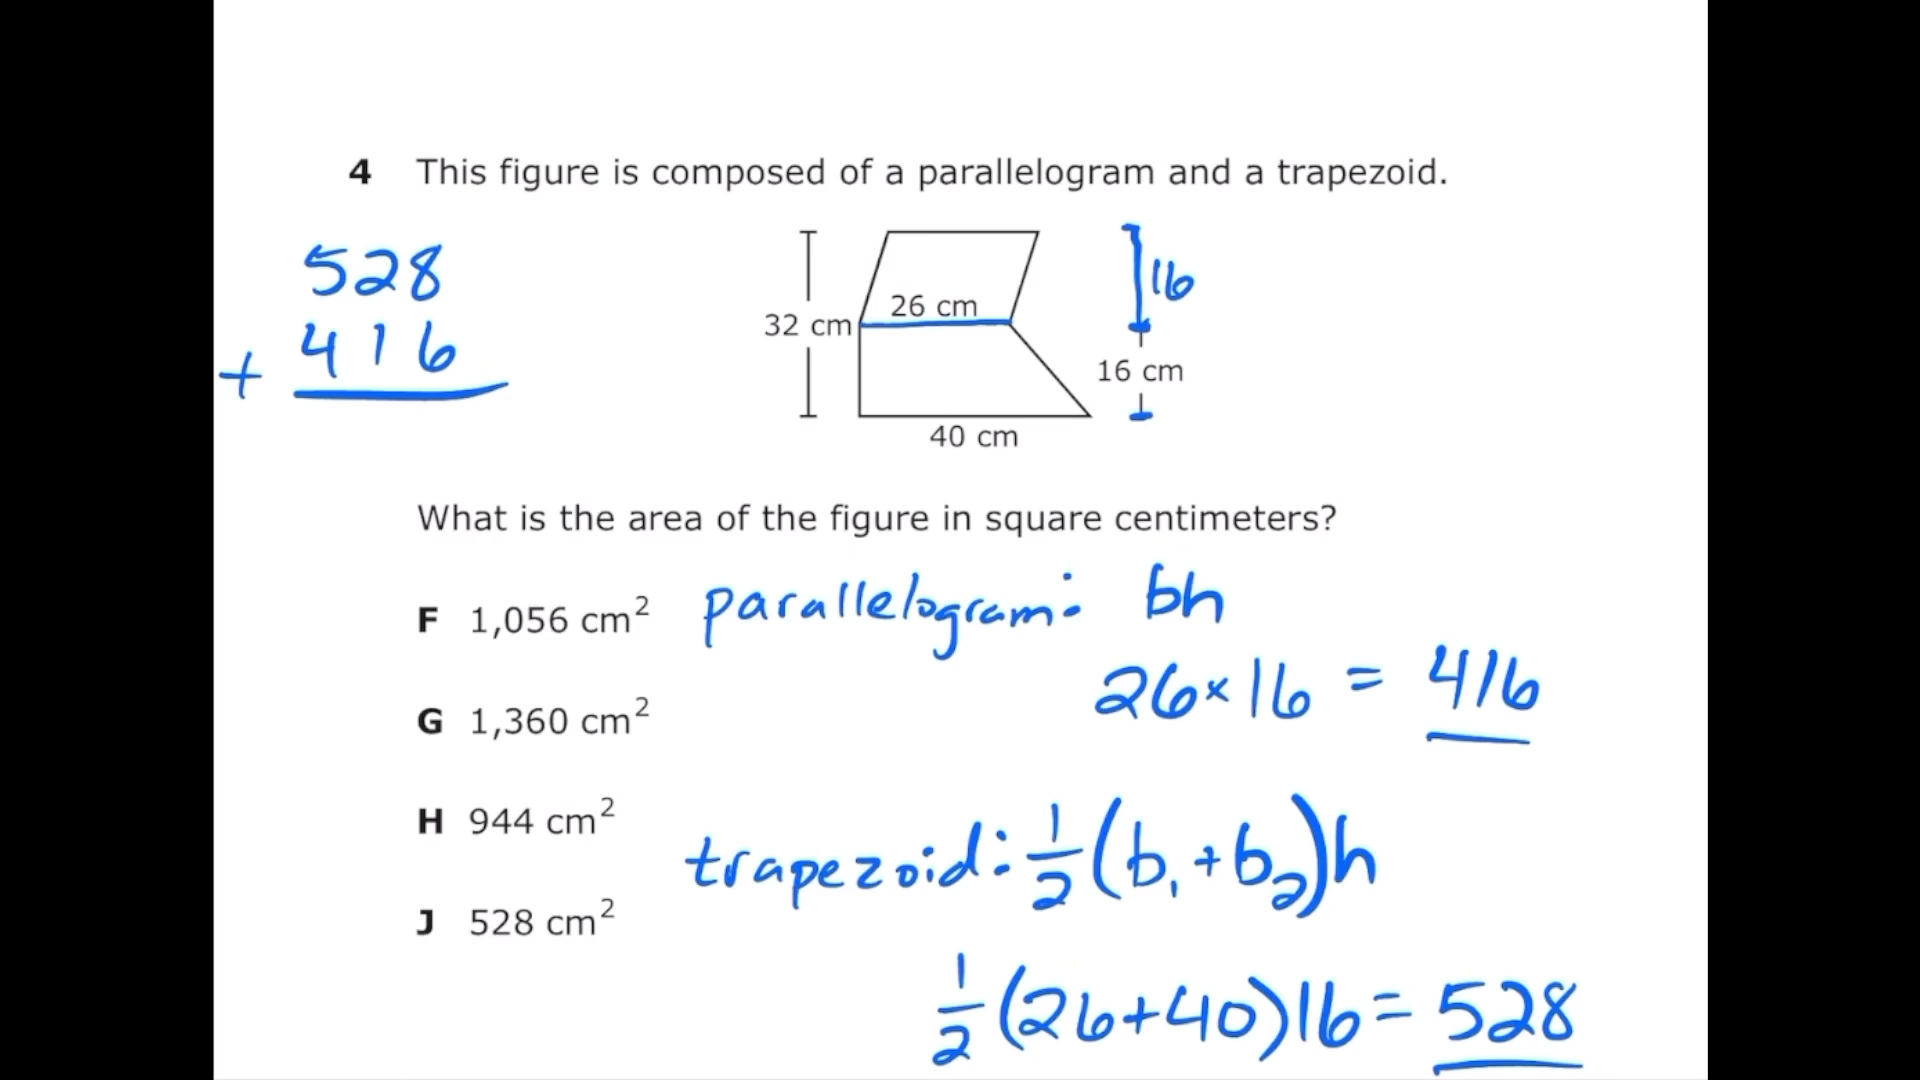 4 This figure is composed of a parallelogram and a trapezoid.
528
+ 416
32 cm
26 cm
16
16 cm
40 cm
What is the area of the figure in square centimeters?
F 1,056 cm²
parallelogram: bh
26×16 = 416
G 1,360 cm²
H 944 cm²
trapezoid: 1/2(b₁+b₂)h
J 528 cm²
1/2(26+40)16=528